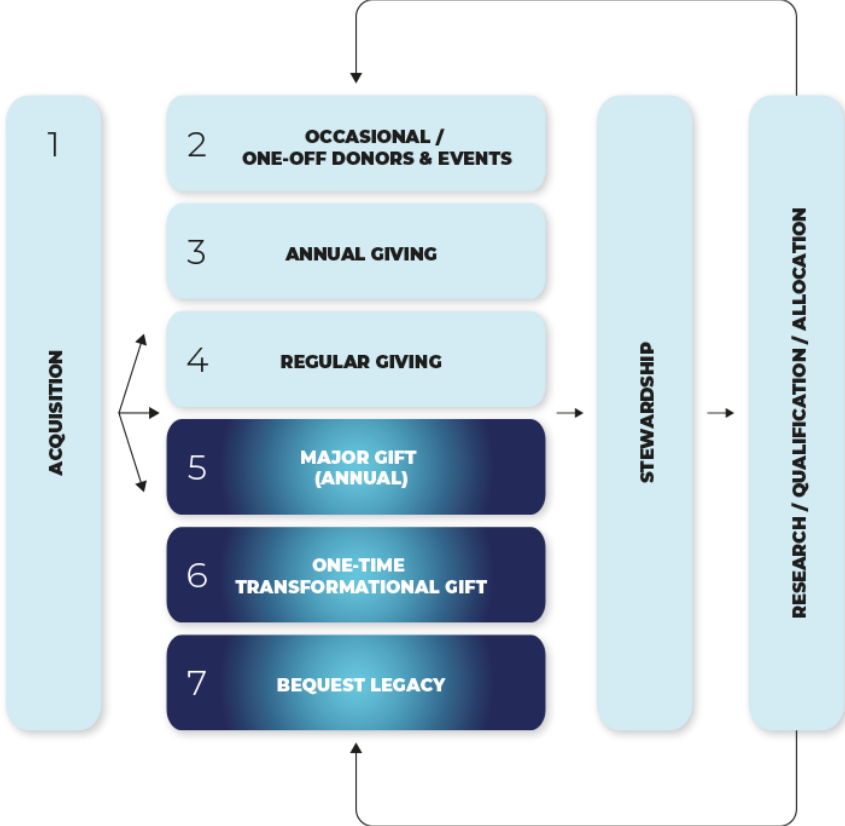 1
ACQUISITION
2
OCCASIONAL /
ONE-OFF DONORS & EVENTS
3
ANNUAL GIVING
4
REGULAR GIVING
5
MAJOR GIFT
(ANNUAL)
6
ONE-TIME
TRANSFORMATIONAL GIFT
7
BEQUEST LEGACY
STEWARDSHIP
RESEARCH / QUALIFICATION / ALLOCATION